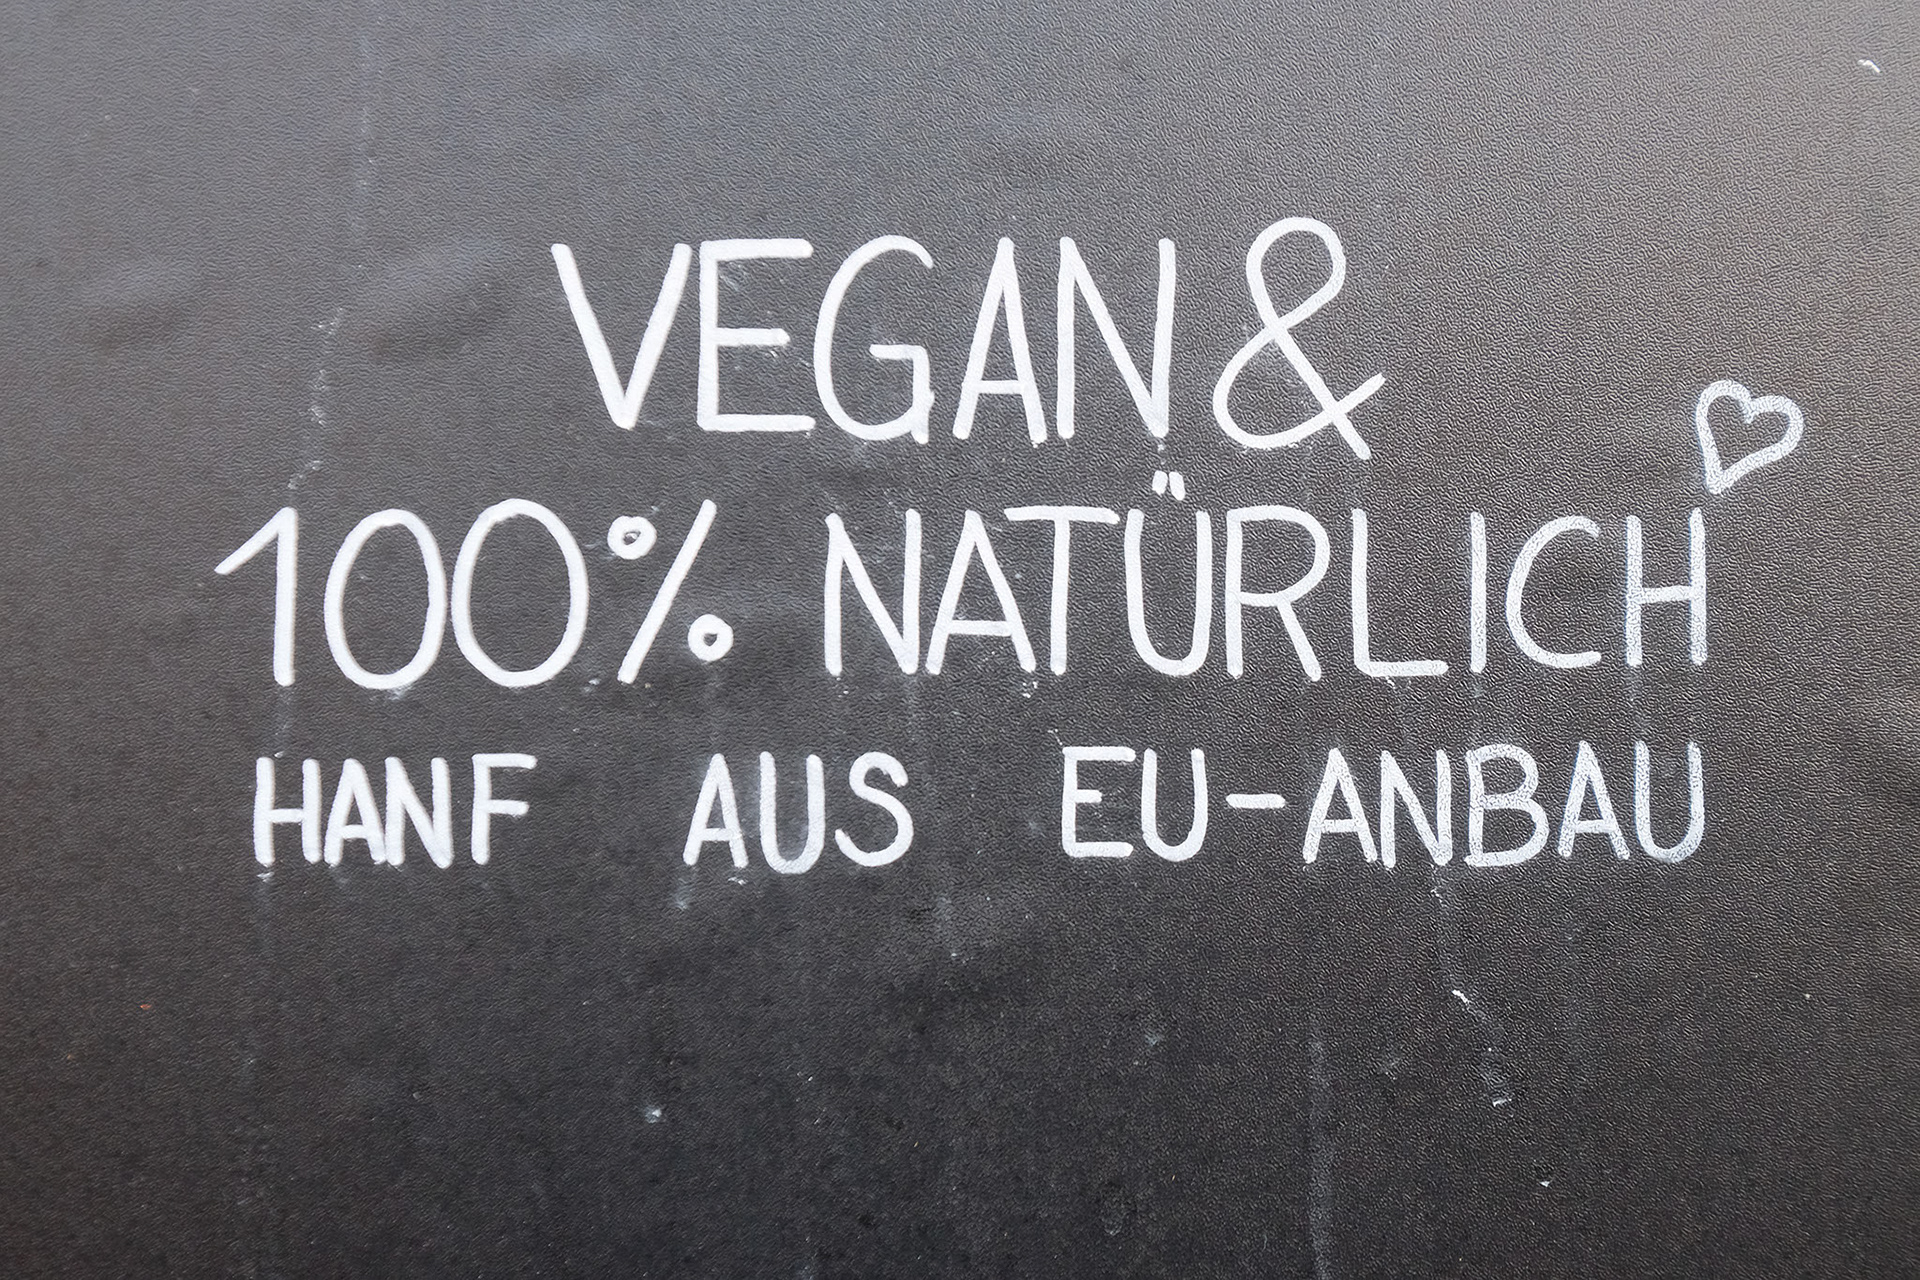 VEGAN &
100% NATÜRLICH
HANF AUS EU-ANBAU